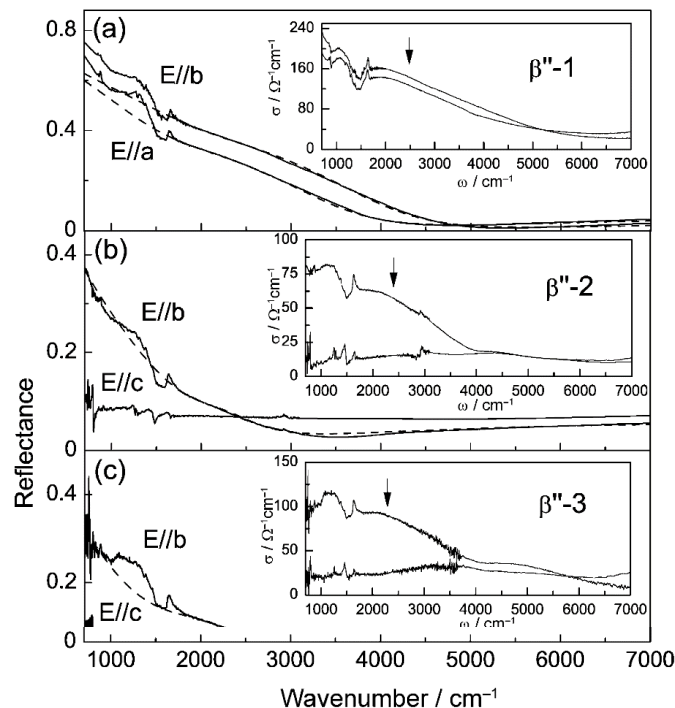 (a)
0.8
0.4
0
E//b
E//a
β''-1
240
160
80
0
σ / Ω⁻¹cm⁻¹
1000 2000 3000 4000 5000 6000 7000
ω / cm⁻¹
(b)
0.4
0.2
0
E//b
E//c
β''-2
100
75
50
25
0
σ / Ω⁻¹cm⁻¹
1000 2000 3000 4000 5000 6000 7000
ω / cm⁻¹
(c)
0.4
0.2
0
E//b
E//c
β''-3
150
100
50
0
σ / Ω⁻¹cm⁻¹
1000 2000 3000 4000 5000 6000 7000
ω / cm⁻¹
Reflectance
1000 2000 3000 4000 5000 6000 7000
Wavenumber / cm⁻¹